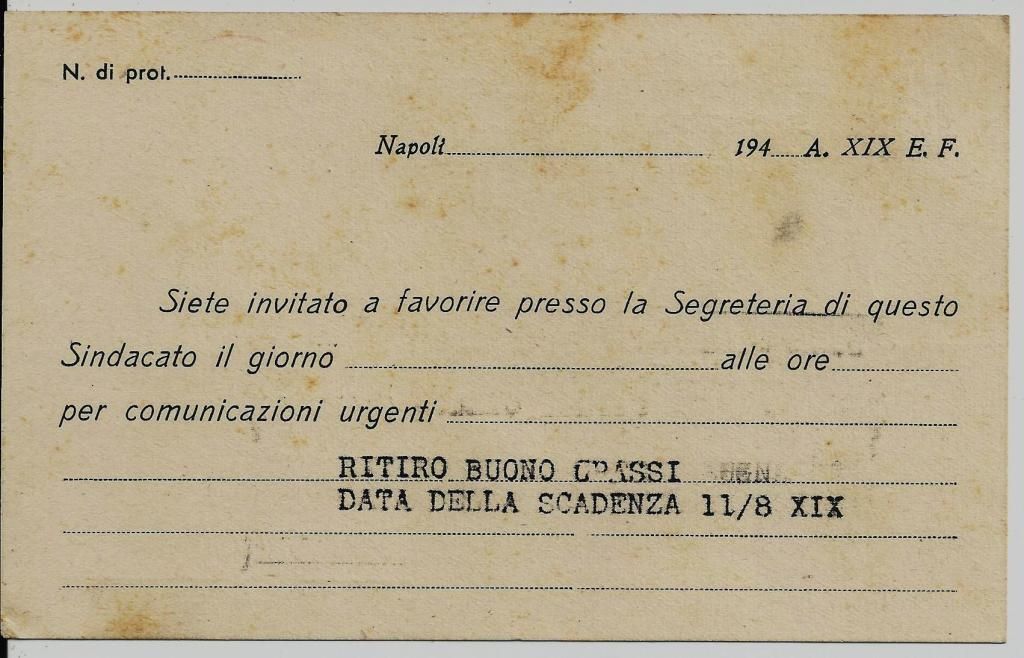 N. di prot.
Napoli 194 A. XIX E. F.
Siete invitato a favorire presso la Segreteria di questo
Sindacato il giorno alle ore
per comunicazioni urgenti
RITIRO BUONO GRASSI
DATA DELLA SCADENZA 11/8 XIX